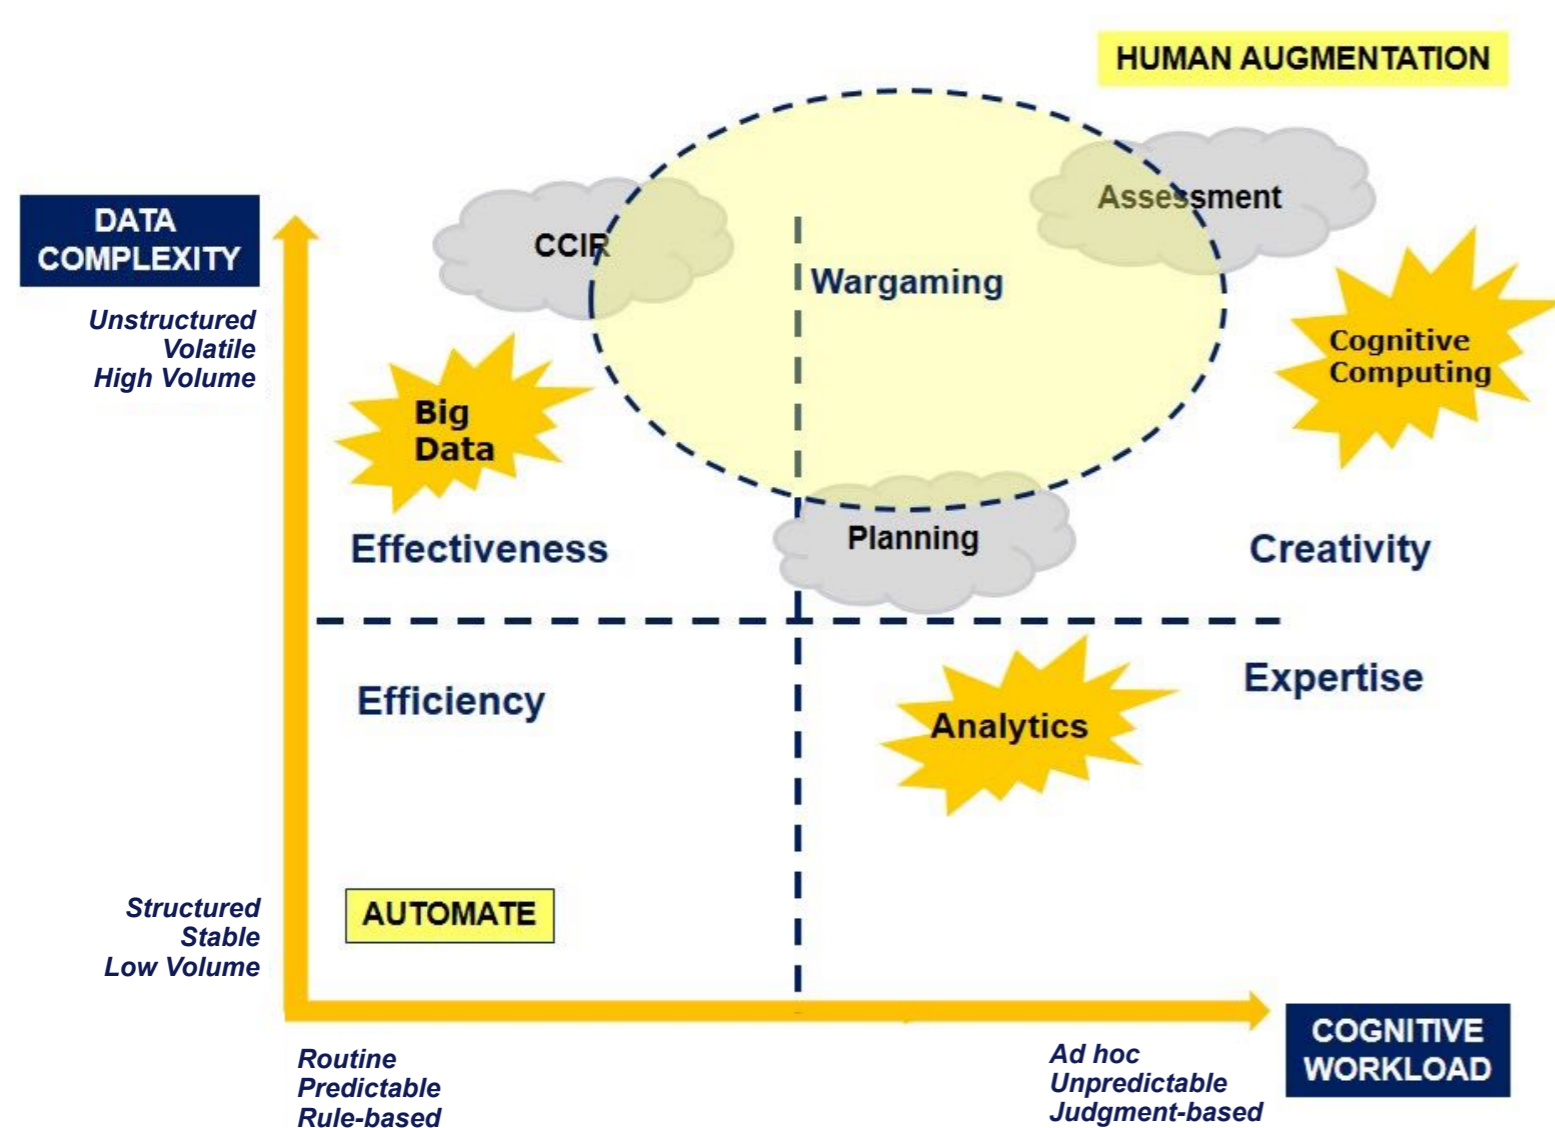 HUMAN AUGMENTATION
Assessment
DATA
COMPLEXITY
CCIR
Wargaming
Unstructured
Volatile
High Volume
Cognitive
Computing
Big
Data
Planning
Effectiveness
Creativity
Efficiency
Expertise
Analytics
AUTOMATE
Structured
Stable
Low Volume
Routine
Predictable
Rule-based
Ad hoc
Unpredictable
Judgment-based
COGNITIVE
WORKLOAD